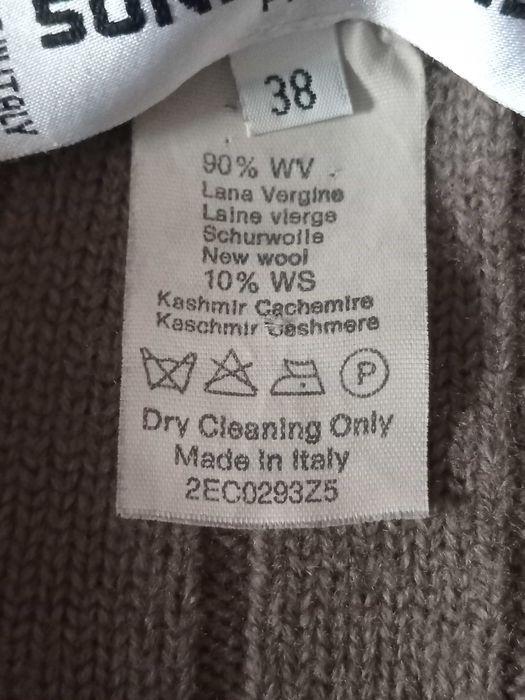 38
90% WV
Lana Vergine
Laine vierge
Schurwolle
New wool
10% WS
Kashmir Cachemire
Kaschmir Cashmere
P
Dry Cleaning Only
Made in Italy
2EC0293Z5